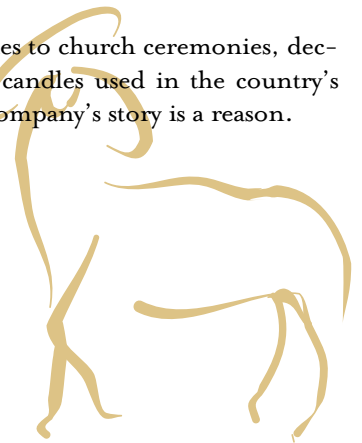 es to church ceremonies, dec-
candles used in the country's
ompany's story is a reason.